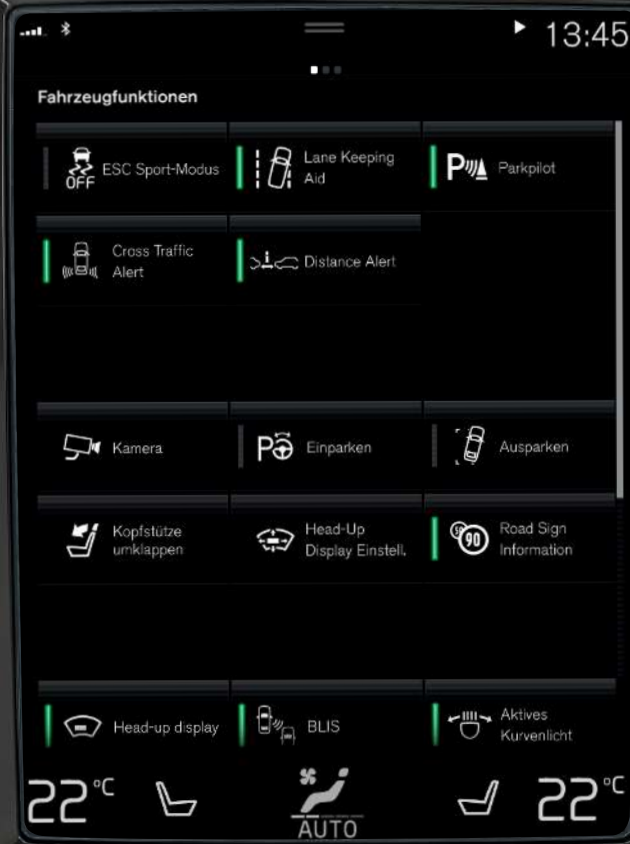 13:45
Fahrzeugfunktionen
OFF
ESC Sport-Modus
Lane Keeping
Aid
P
Parkpilot
Cross Traffic
Alert
Distance Alert
Kamera
P
Einparken
Ausparken
Kopfstütze
umklappen
Head-Up
Display Einstell.
50
90
Road Sign
Information
Head-up display
BLIS
Aktives
Kurvenlicht
22°C
AUTO
22°C